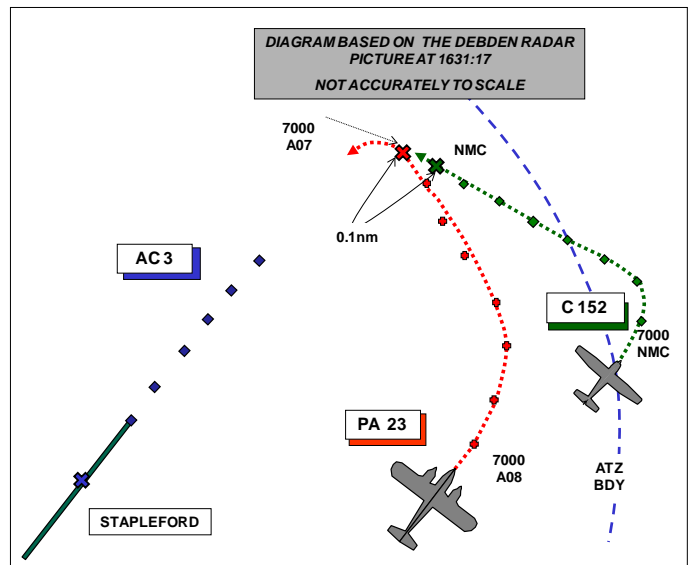 DIAGRAM BASED ON THE DEBDEN RADAR
PICTURE AT 1631:17
NOT ACCURATELY TO SCALE
7000
A07
NMC
0.1nm
AC 3
C 152
7000
NMC
PA 23
7000
A08
ATZ
BDY
STAPLEFORD